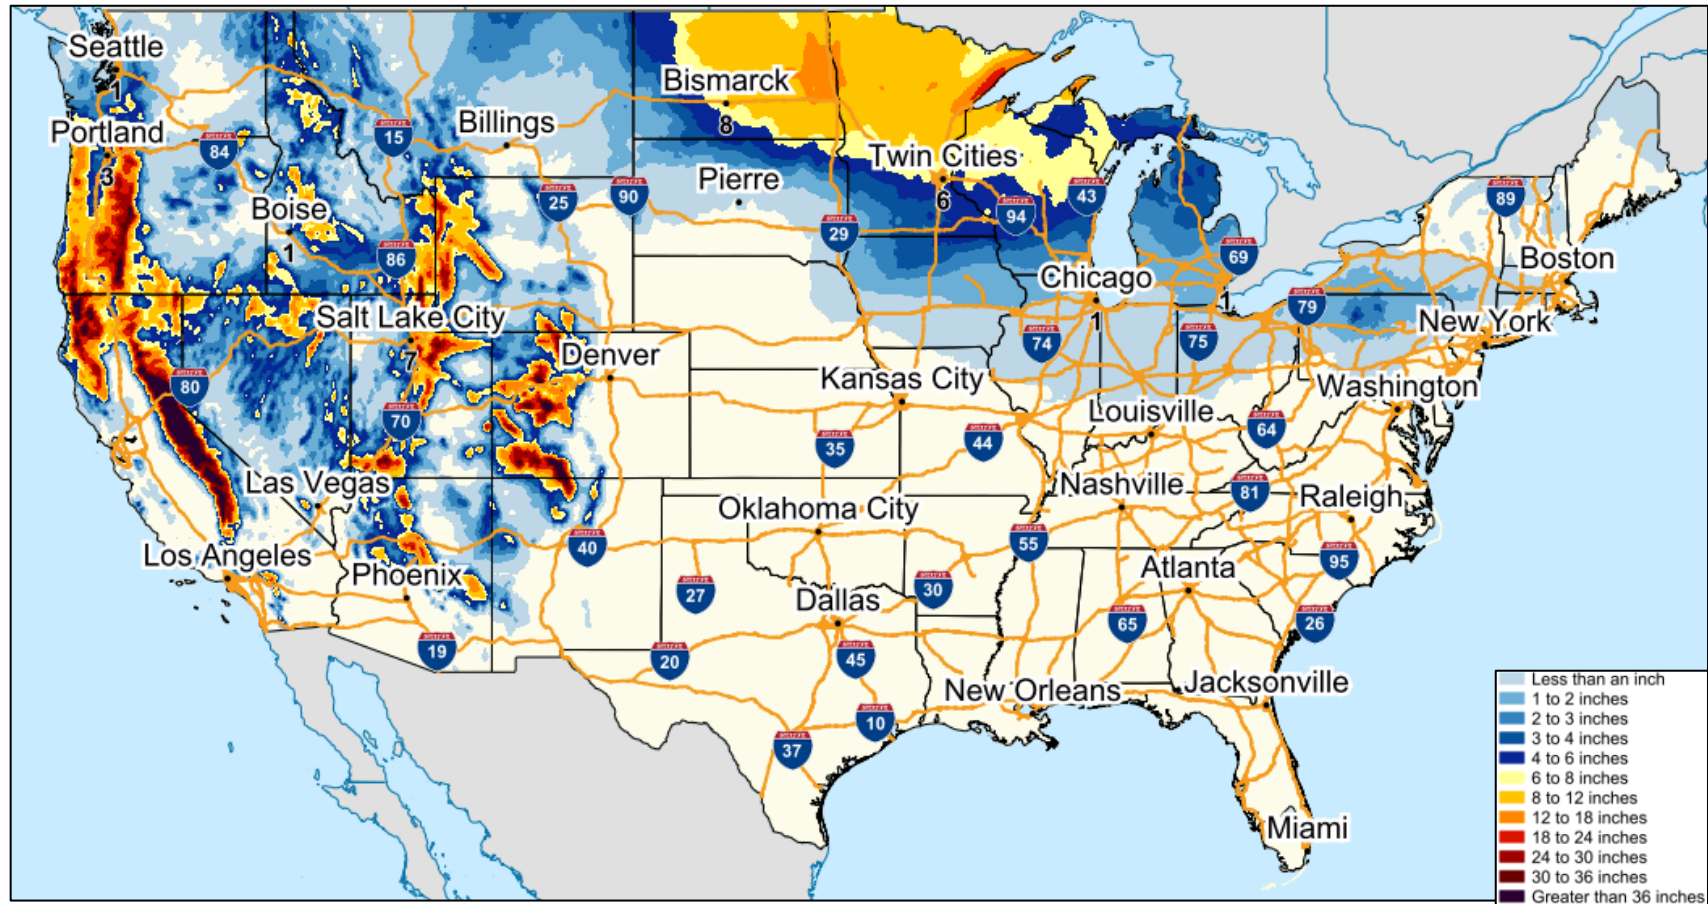 Seattle
1
Bismarck
8
Portland
3
84
15
Billings
Twin Cities
6
Pierre
25
90
43
89
94
Boise
1
29
86
69
Boston
Chicago
1
1
79
Salt Lake City
7
New York
74
75
Denver
80
Kansas City
Washington
70
Louisville
64
35
44
Las Vegas
Nashville
81
Raleigh
Oklahoma City
40
55
Los Angeles
Phoenix
95
Atlanta
27
30
Dallas
65
26
19
20
45
New Orleans
Jacksonville
10
37
Miami
Less than an inch
1 to 2 inches
2 to 3 inches
3 to 4 inches
4 to 6 inches
6 to 8 inches
8 to 12 inches
12 to 18 inches
18 to 24 inches
24 to 30 inches
30 to 36 inches
Greater than 36 inches